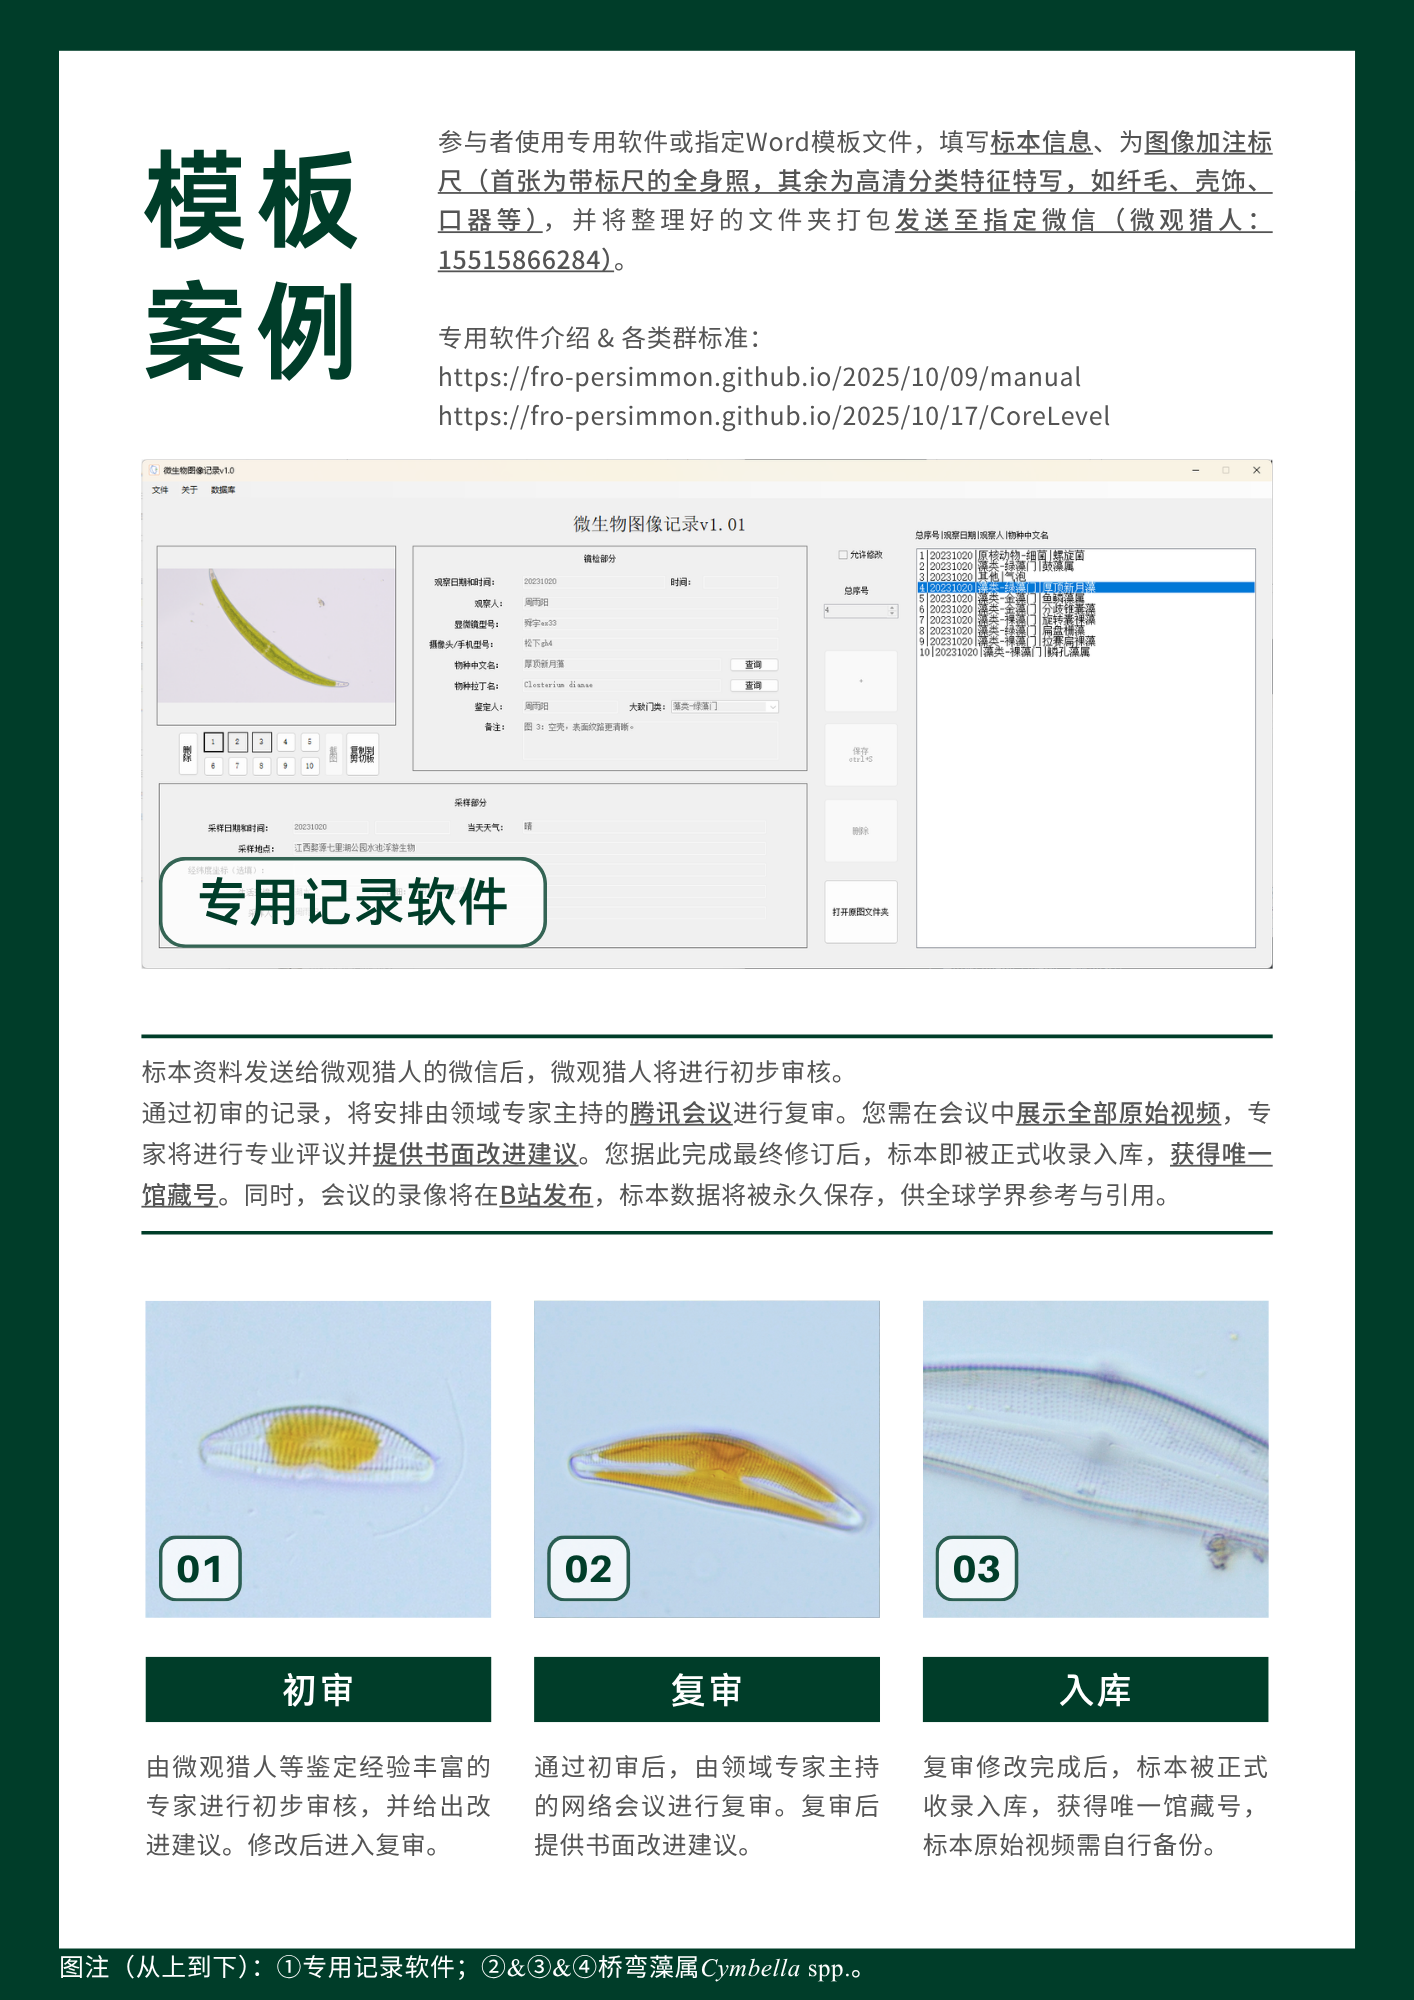 模板
案例
参与者使用专用软件或指定Word模板文件，填写标本信息、为图像加注标
尺（首张为带标尺的全身照，其余为高清分类特征特写，如纤毛、壳饰、
口器等），并将整理好的文件夹打包发送至指定微信（微观猎人：
15515866284）。
专用软件介绍 & 各类群标准：
https://fro-persimmon.github.io/2025/10/09/manual
https://fro-persimmon.github.io/2025/10/17/CoreLevel
微生物图像记录v1.0
文件 关于 数据库
微生物图像记录v1.01
镜检部分
观察日期和时间： 20231020 时间：
观察人： 周雨阳
显微镜型号： 舜宇ex33
摄像头/手机型号： 松下gh4
物种中文名： 厚顶新月藻 查询
物种拉丁名： Closterium dianae 查询
鉴定人： 周雨阳 大致门类： 藻类-绿藻门
备注： 图 3：空壳，表面纹路更清晰。
删除 1 2 3 4 5 截图 复制到剪切板
6 7 8 9 10
采样部分
采样日期和时间： 20231020 当天天气： 晴
采样地点： 江西婺源七里湖公园水池浮游生物
经纬度坐标（选填）：
允许修改
总序号
4
+
保存
ctrl+S
删除
打开原图文件夹
总序号|观察日期|观察人|物种中文名
1|20231020|原核动物-细菌|螺旋菌
2|20231020|藻类-绿藻门|鼓藻属
3|20231020|其他|气泡
4|20231020|藻类-绿藻门|厚顶新月藻
5|20231020|藻类-金藻门|鱼鳞藻属
6|20231020|藻类-金藻门|分歧锥囊藻
7|20231020|藻类-裸藻门|旋转囊裸藻
8|20231020|藻类-绿藻门|扁盘栅藻
9|20231020|藻类-裸藻门|拉赛扁裸藻
10|20231020|藻类-裸藻门|鳞孔藻属
专用记录软件
标本资料发送给微观猎人的微信后，微观猎人将进行初步审核。
通过初审的记录，将安排由领域专家主持的腾讯会议进行复审。您需在会议中展示全部原始视频，专
家将进行专业评议并提供书面改进建议。您据此完成最终修订后，标本即被正式收录入库，获得唯一
馆藏号。同时，会议的录像将在B站发布，标本数据将被永久保存，供全球学界参考与引用。
01
02
03
初审
由微观猎人等鉴定经验丰富的
专家进行初步审核，并给出改
进建议。修改后进入复审。
复审
通过初审后，由领域专家主持
的网络会议进行复审。复审后
提供书面改进建议。
入库
复审修改完成后，标本被正式
收录入库，获得唯一馆藏号，
标本原始视频需自行备份。
图注（从上到下）：①专用记录软件；②&③&④桥弯藻属Cymbella spp.。